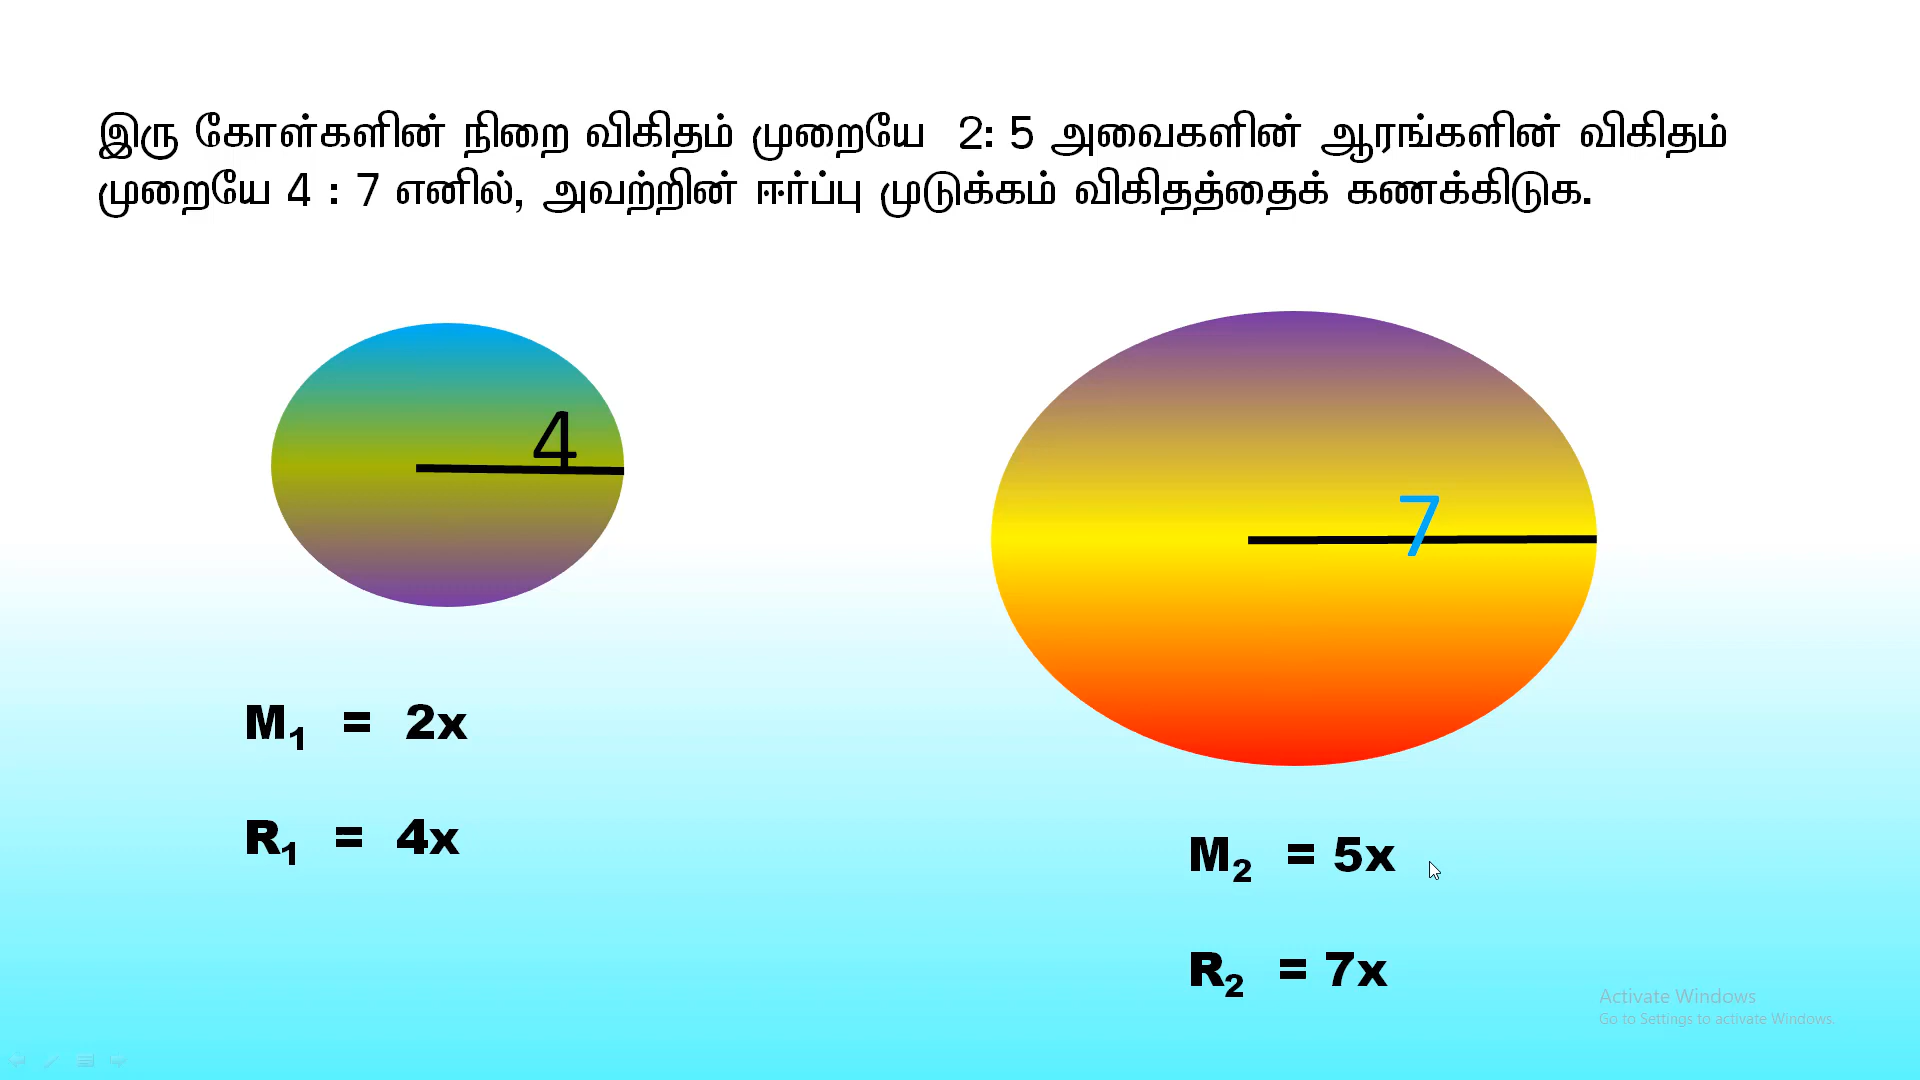 இரு கோள்களின் நிறை விகிதம் முறையே 2: 5 அவைகளின் ஆரங்களின் விகிதம்
முறையே 4 : 7 எனில், அவற்றின் ஈர்ப்பு முடுக்கம் விகிதத்தைக் கணக்கிடுக.
4
7
M₁ = 2x
R₁ = 4x
M₂ = 5x
R₂ = 7x
Activate Windows
Go to Settings to activate Windows.